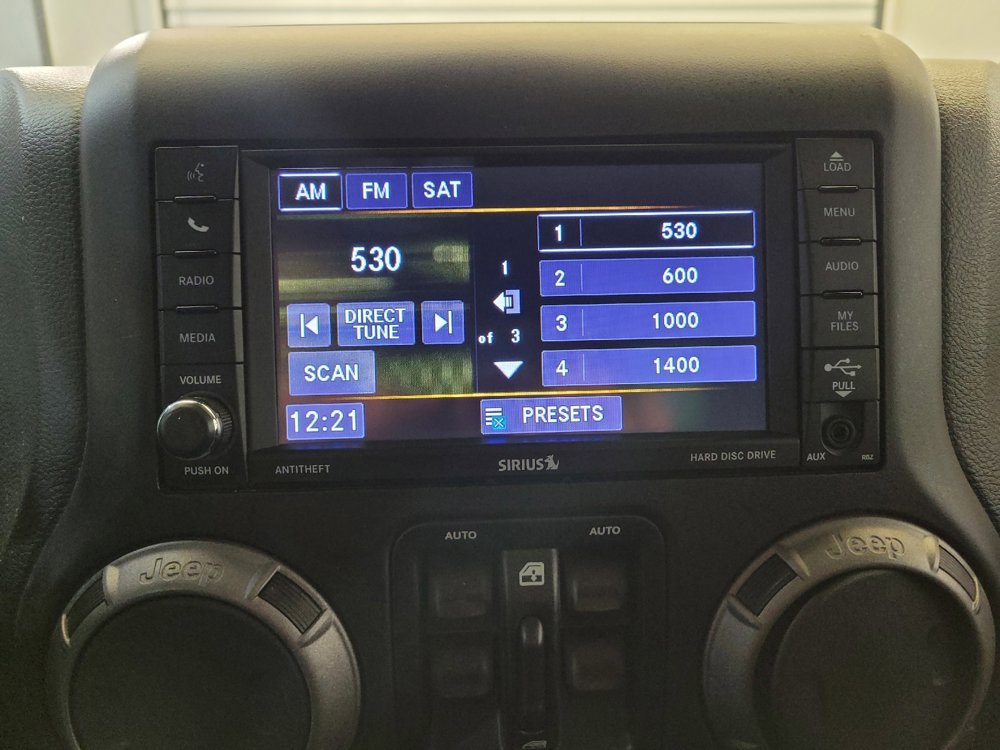 AM FM SAT
530
DIRECT
TUNE
SCAN
12:21
1
of 3
1 530
2 600
3 1000
4 1400
PRESETS
RADIO
MEDIA
VOLUME
PUSH ON
LOAD
MENU
AUDIO
MY
FILES
PULL
AUX RBZ
ANTITHEFT
SIRIUS
HARD DISC DRIVE
AUTO AUTO
Jeep Jeep